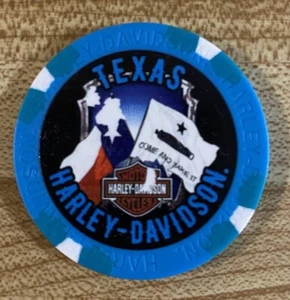 TEXAS
COME AND TAKE IT
MOTOR
HARLEY-DAVIDSON
CYCLES
HARLEY-DAVIDSON.